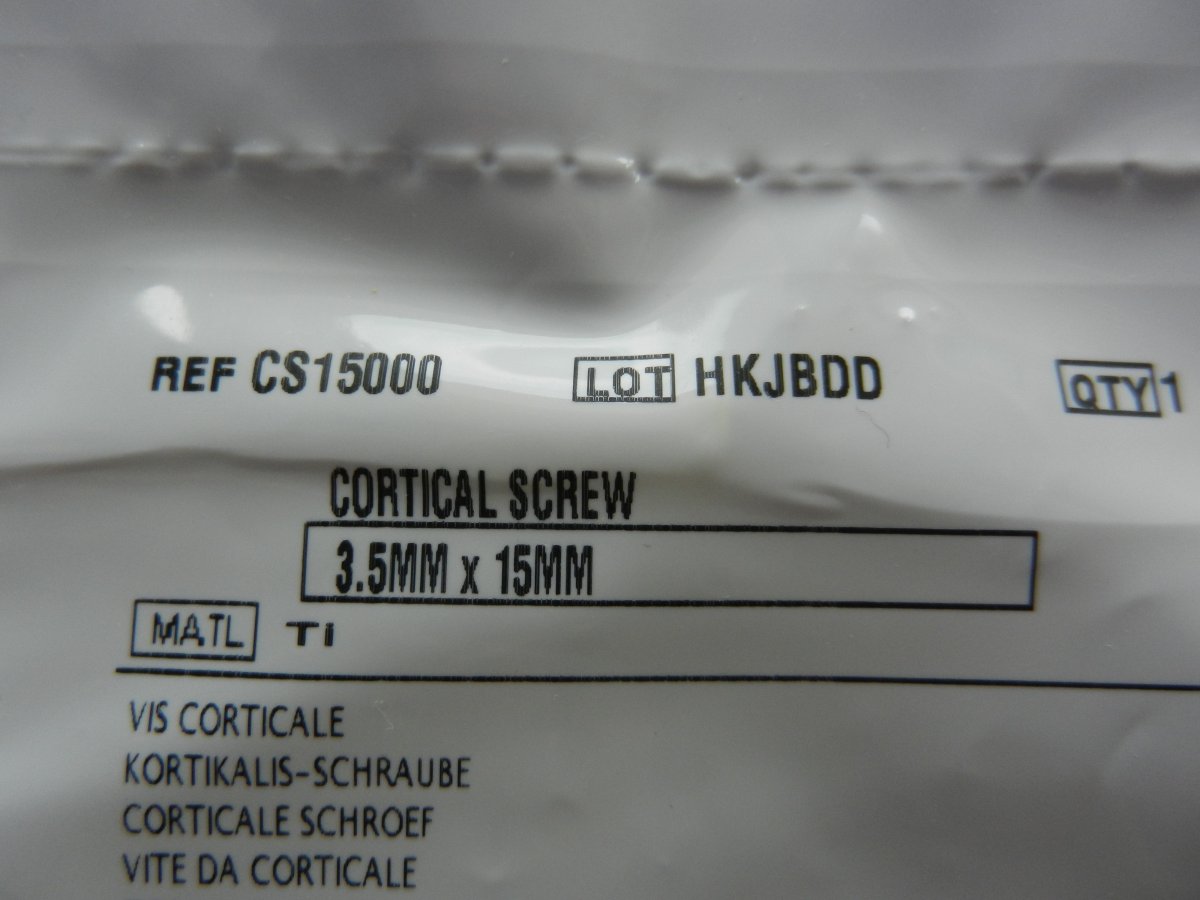 REF CS15000 LOT HKJBDD QTY 1
CORTICAL SCREW
3.5MM x 15MM
MATL Ti
VIS CORTICALE
KORTIKALIS-SCHRAUBE
CORTICALE SCHROEF
VITE DA CORTICALE